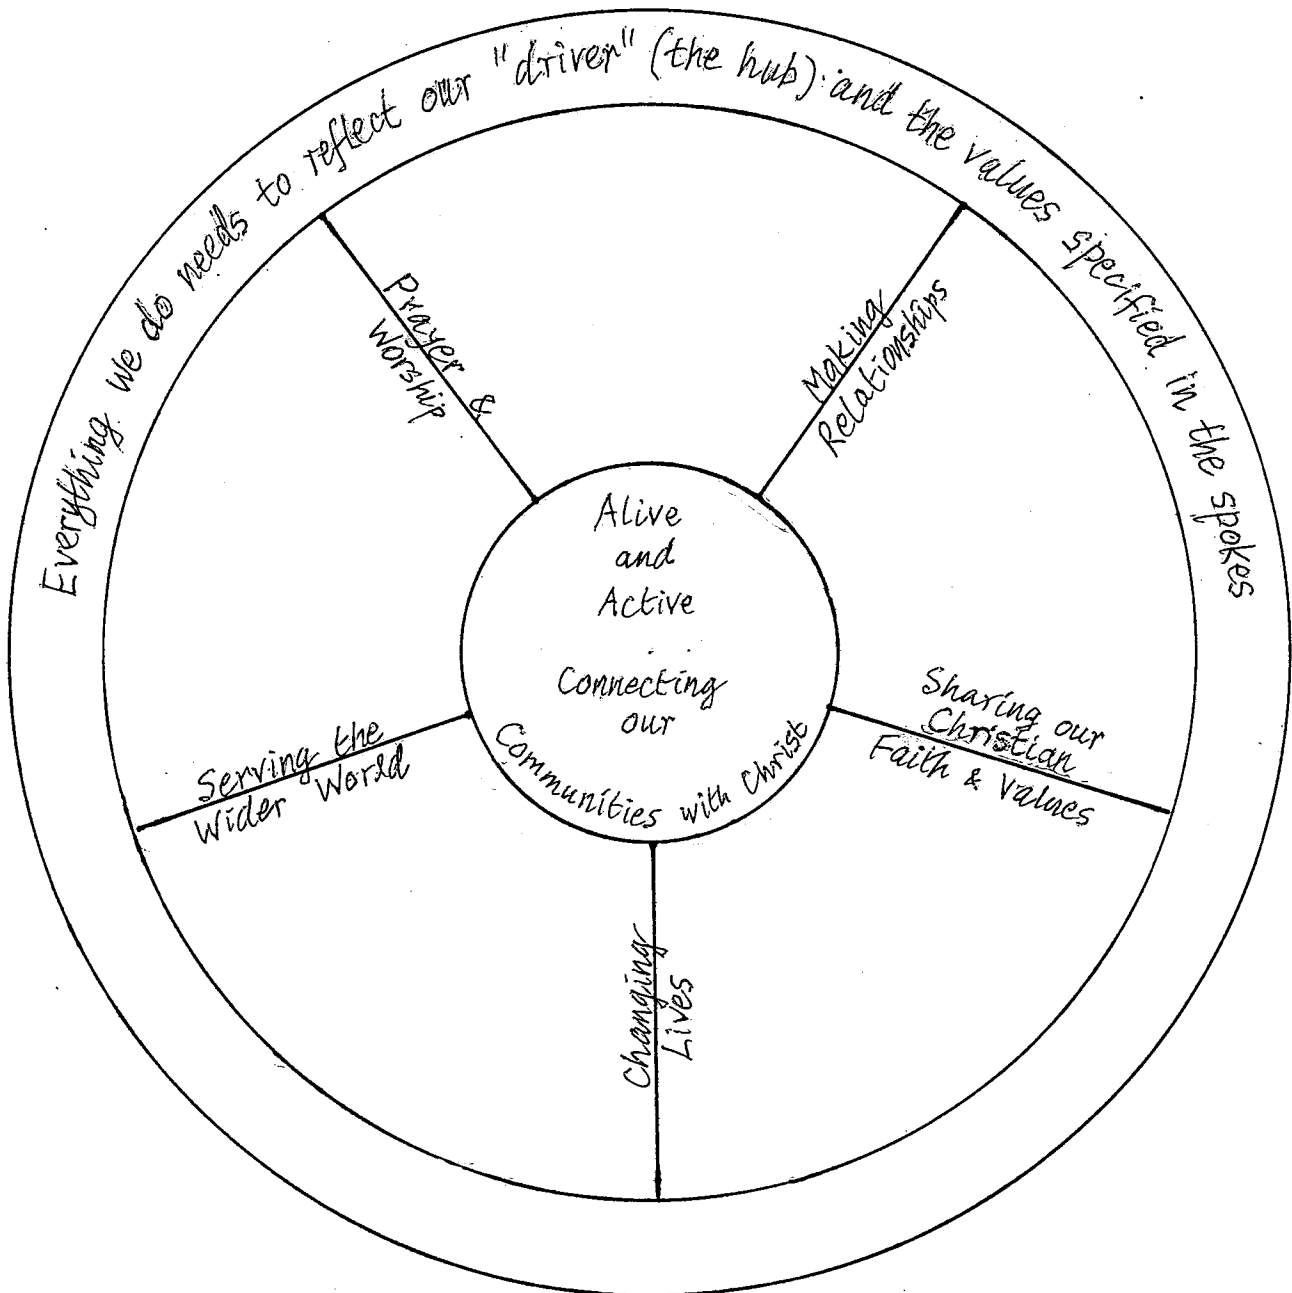 Everything we do needs to reflect our "driver" (the hub) and the values specified in the spokes
Prayer &
Worship
Making
Relationships
Alive
and
Active
Connecting
our
Communities with Christ
Sharing our
Christian
Faith & Values
Serving the
Wider World
Changing
Lives